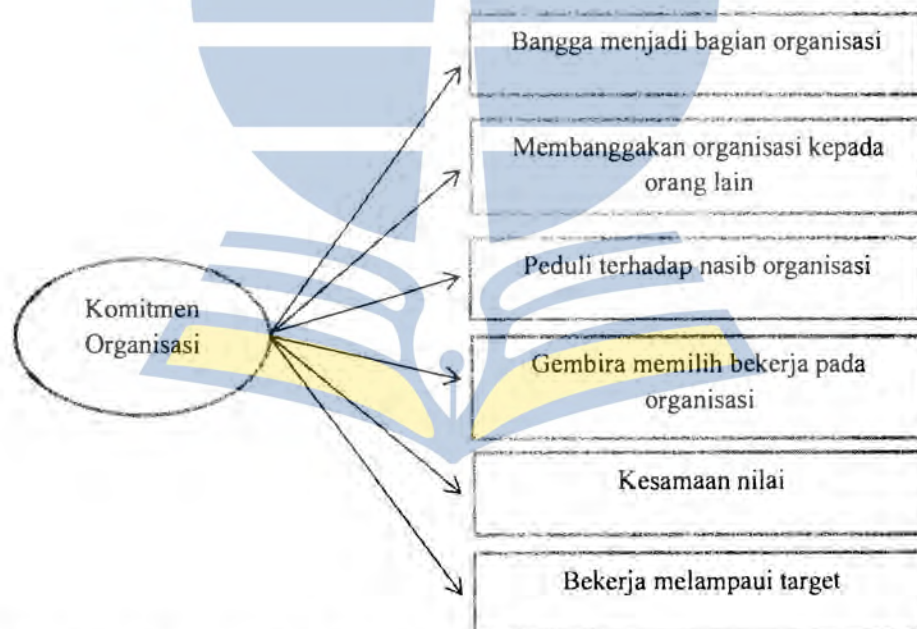 Bangga menjadi bagian organisasi
Membanggakan organisasi kepada
orang lain
Peduli terhadap nasib organisasi
Komitmen
Organisasi
Gembira memilih bekerja pada
organisasi
Kesamaan nilai
Bekerja melampaui target